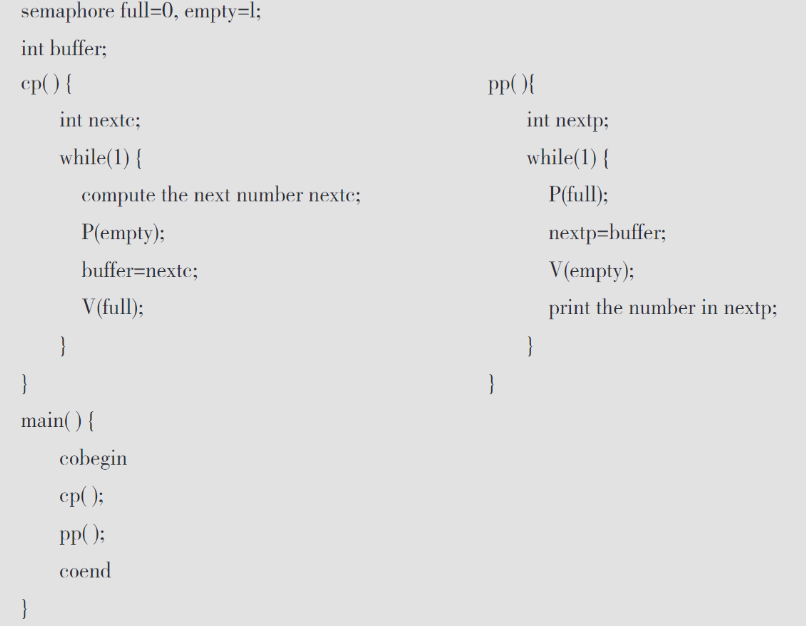 semaphore full=0, empty=l;
int buffer;
cp( ) {
int nextc;
while(1) {
compute the next number nextc;
P(empty);
buffer=nextc;
V(full);
}
}
pp( ){
int nextp;
while(1) {
P(full);
nextp=buffer;
V(empty);
print the number in nextp;
}
}
main( ) {
cobegin
cp( );
pp( );
coend
}